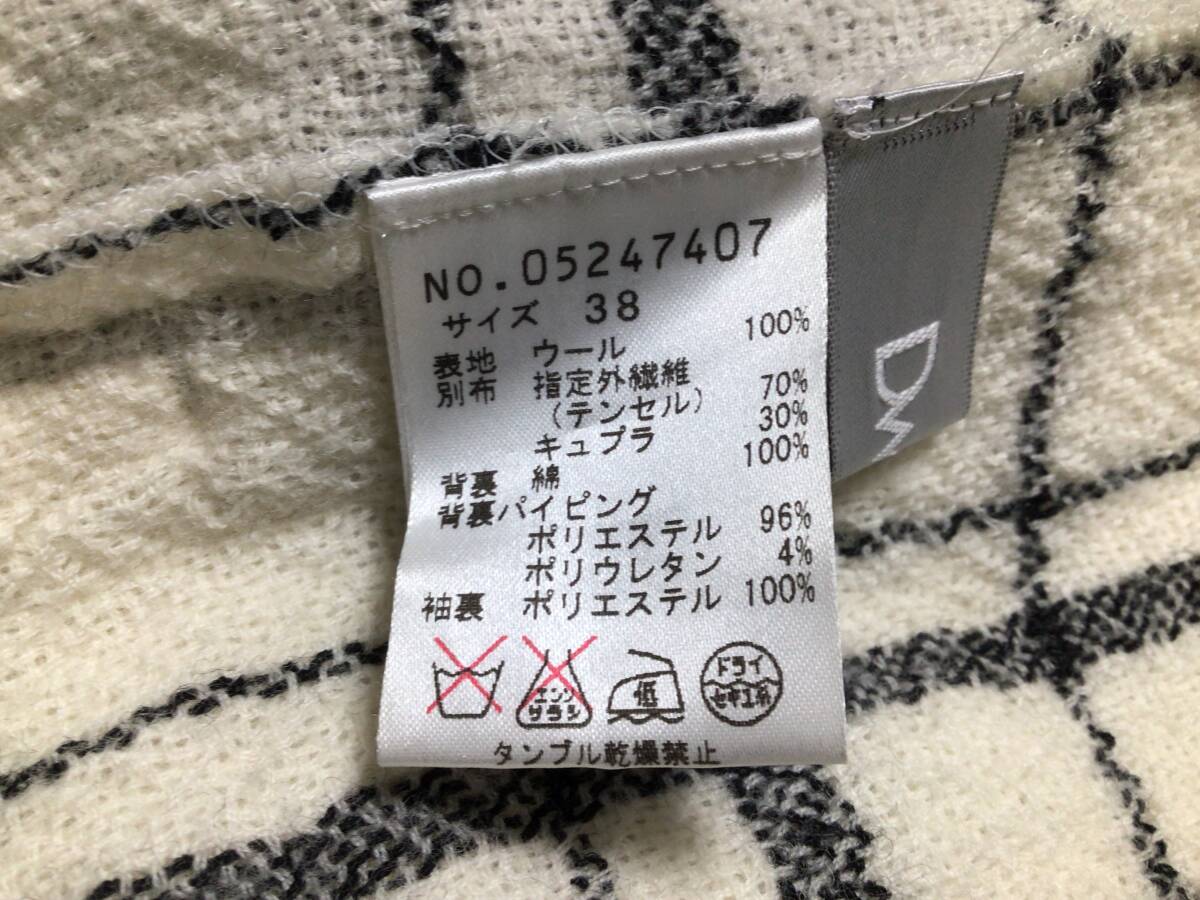 NO.05247407
サイズ 38
表地 ウール 100%
別布 指定外繊維
(テンセル) 70%
キュプラ 30%
背裏 綿 100%
背裏パイピング
ポリエステル 96%
ポリウレタン 4%
袖裏 ポリエステル 100%
エンソ
サラシ
低
ドライ
セキユ系
タンブル乾燥禁止